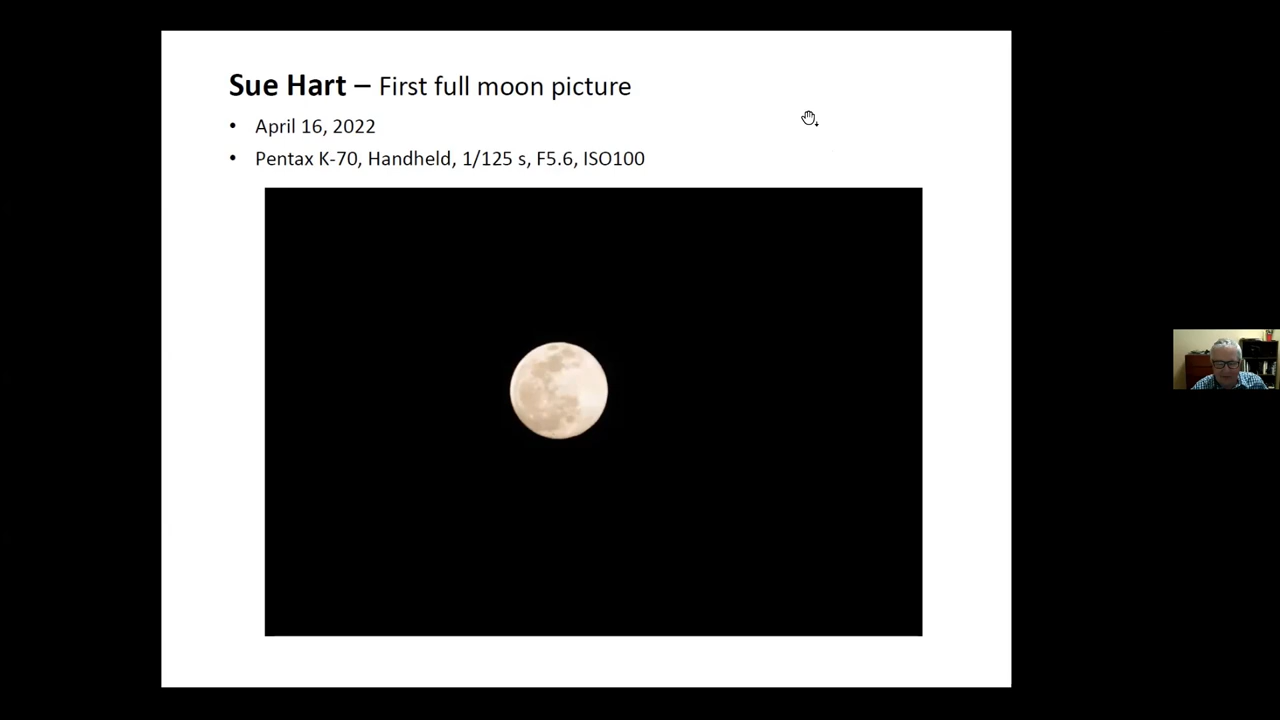 Sue Hart – First full moon picture
• April 16, 2022
• Pentax K-70, Handheld, 1/125 s, F5.6, ISO100